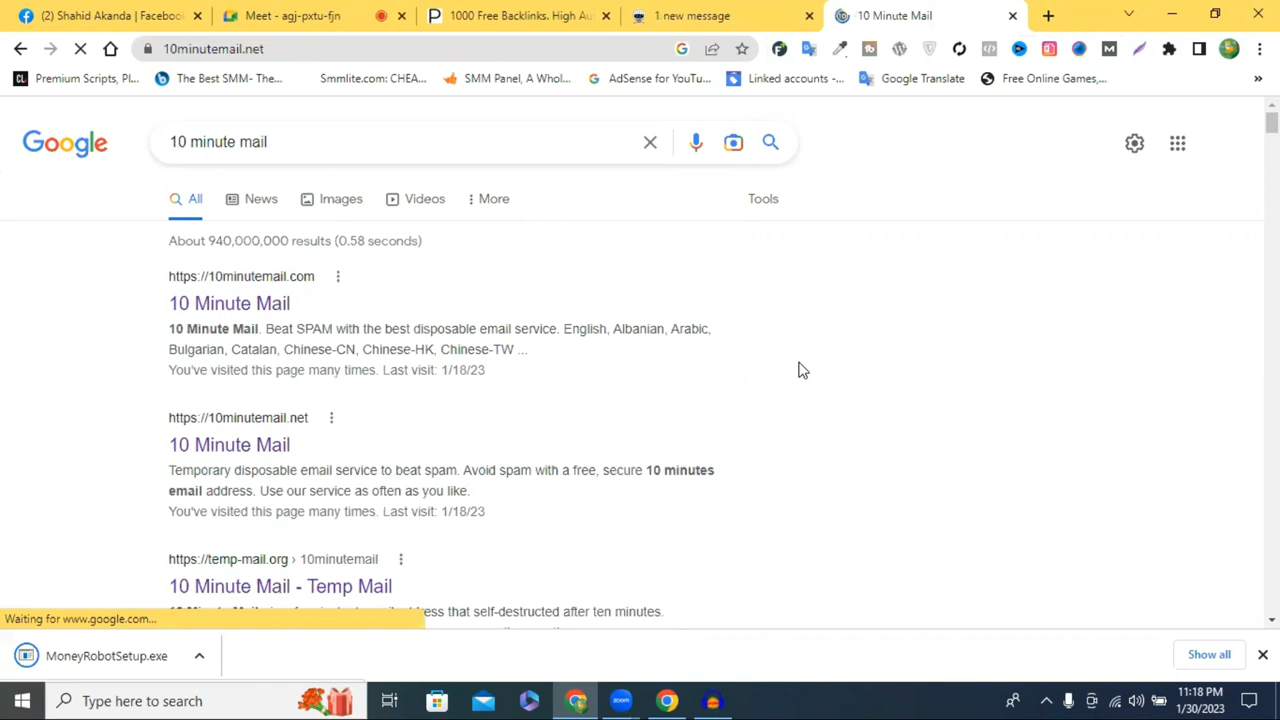 (2) Shahid Akanda | Facebook
Meet - agj-pxtu-fjn
1000 Free Backlinks. High Aut
1 new message
10 Minute Mail
10minutemail.net
Premium Scripts, Pl...
The Best SMM- The...
Smmlite.com: CHEA...
SMM Panel, A Whol...
AdSense for YouTu...
Linked accounts -...
Google Translate
Free Online Games,...
Google
10 minute mail
All
News
Images
Videos
More
Tools
About 940,000,000 results (0.58 seconds)
https://10minutemail.com
10 Minute Mail
10 Minute Mail. Beat SPAM with the best disposable email service. English, Albanian, Arabic,
Bulgarian, Catalan, Chinese-CN, Chinese-HK, Chinese-TW ...
You've visited this page many times. Last visit: 1/18/23
https://10minutemail.net
10 Minute Mail
Temporary disposable email service to beat spam. Avoid spam with a free, secure 10 minutes
email address. Use our service as often as you like.
You've visited this page many times. Last visit: 1/18/23
https://temp-mail.org › 10minutemail
10 Minute Mail - Temp Mail
that self-destructed after ten minutes.
Waiting for www.google.com...
MoneyRobotSetup.exe
Show all
Type here to search
zoom
11:18 PM
1/30/2023